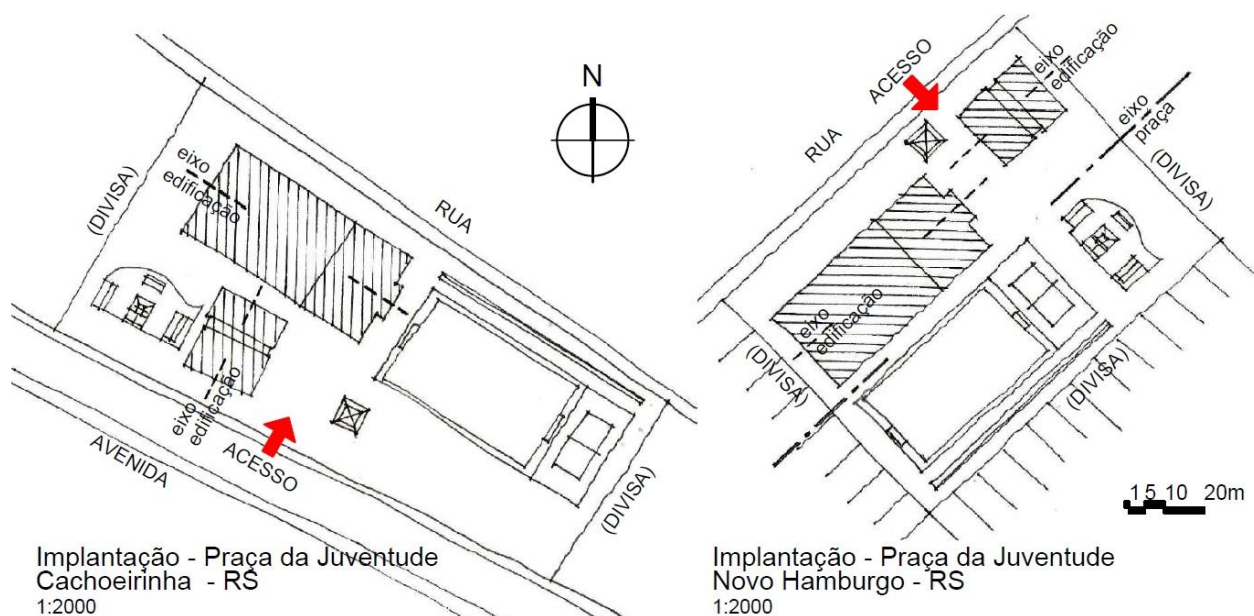 N
(DIVISA)
eixo
edificação
RUA
eixo
edificação
ACESSO
AVENIDA
(DIVISA)
Implantação - Praça da Juventude
Cachoeirinha - RS
1:2000
ACESSO
RUA
eixo
edificação
eixo
praça
(DIVISA)
eixo
edificação
(DIVISA)
(DIVISA)
1 5 10 20m
Implantação - Praça da Juventude
Novo Hamburgo - RS
1:2000